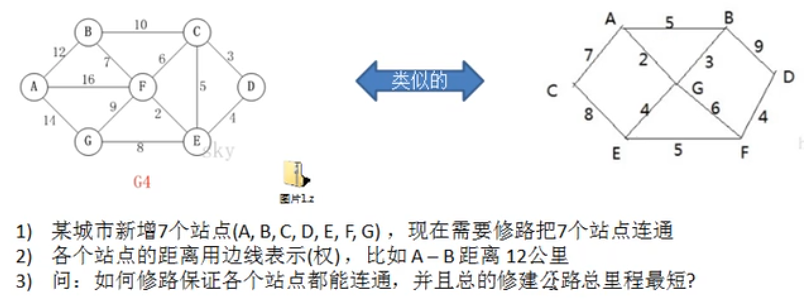 10
B
C
12
7
6
3
16
5
A
F
D
14
9
2
4
G
8
E
sky
G4
类似的
图片1.z
A
5
B
7
2
3
9
C
G
D
8
4
6
4
E
5
F
1) 某城市新增7个站点(A, B, C, D, E, F, G) ，现在需要修路把7个站点连通
2) 各个站点的距离用边线表示(权) ，比如 A – B 距离 12公里
3) 问：如何修路保证各个站点都能连通，并且总的修建公路总里程最短?